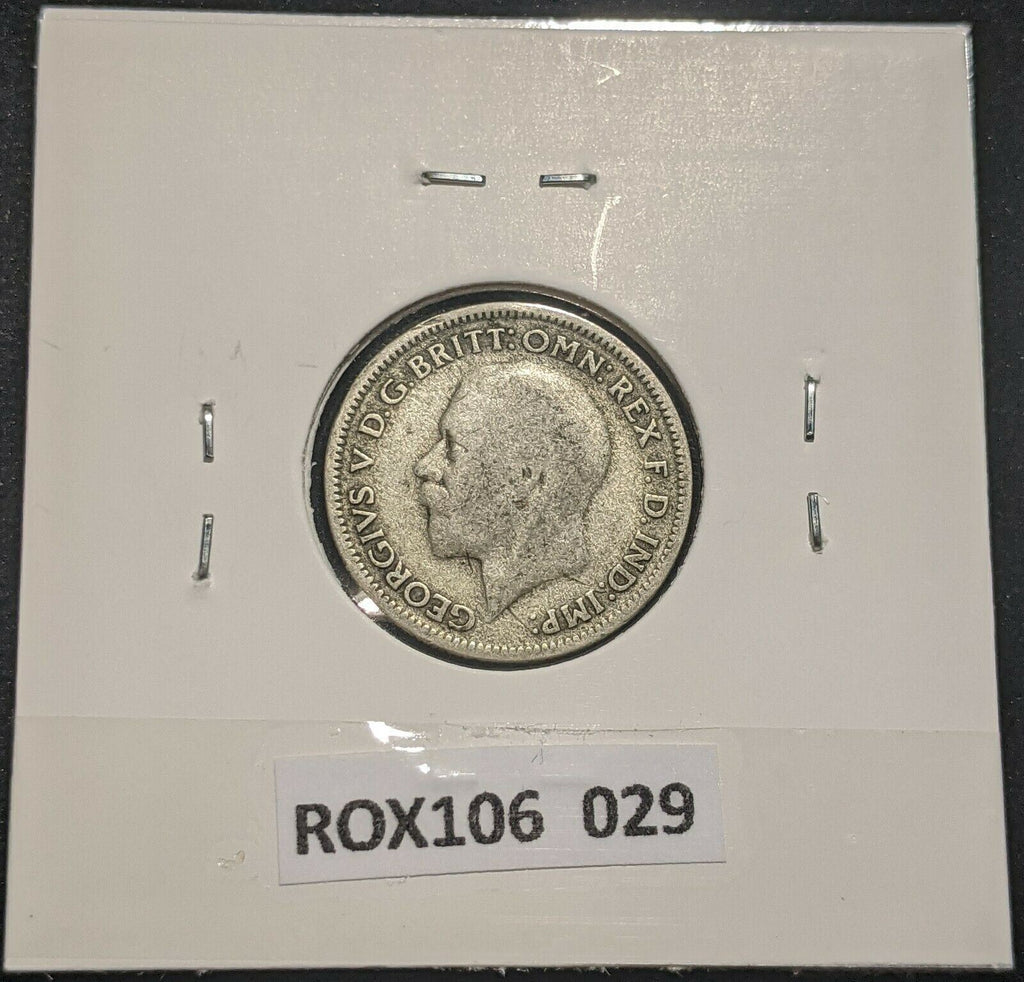 GEORGIVS V D.G. BRITT: OMN: REX F.D. IND: IMP:
ROX106 029